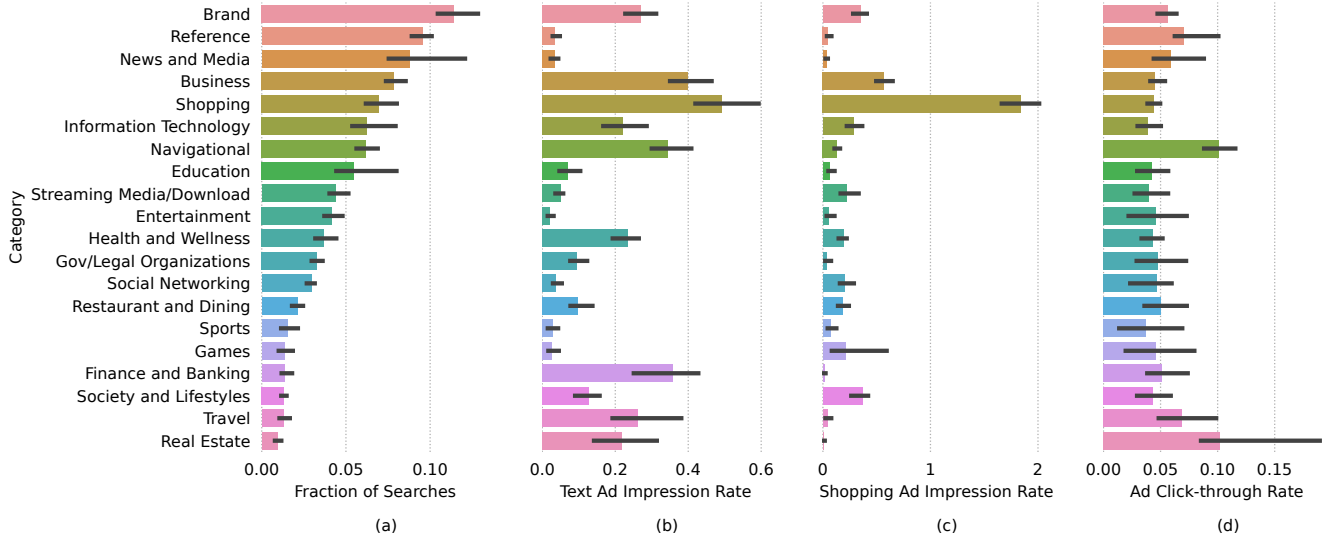 Category
Brand
Reference
News and Media
Business
Shopping
Information Technology
Navigational
Education
Streaming Media/Download
Entertainment
Health and Wellness
Gov/Legal Organizations
Social Networking
Restaurant and Dining
Sports
Games
Finance and Banking
Society and Lifestyles
Travel
Real Estate
0.00 0.05 0.10
Fraction of Searches
(a)
0.0 0.2 0.4 0.6
Text Ad Impression Rate
(b)
0 1 2
Shopping Ad Impression Rate
(c)
0.00 0.05 0.10 0.15
Ad Click-through Rate
(d)